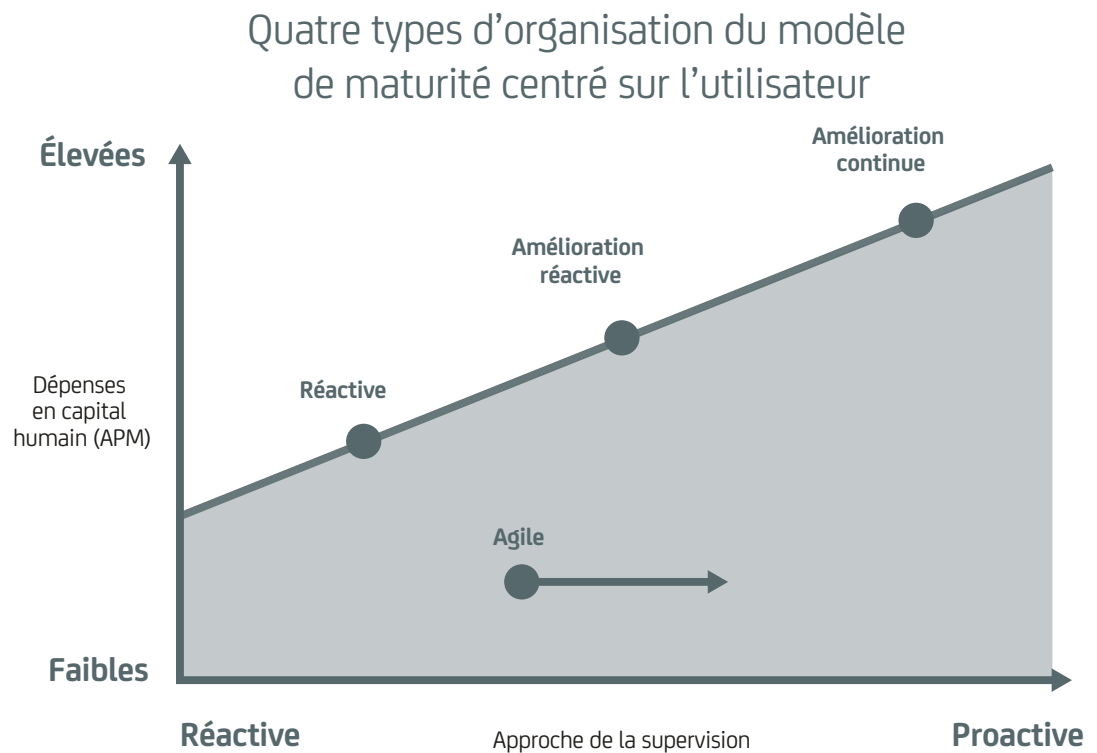 Quatre types d’organisation du modèle
de maturité centré sur l’utilisateur
Élevées
Amélioration
continue
Amélioration
réactive
Réactive
Dépenses
en capital
humain (APM)
Agile
Faibles
Réactive
Approche de la supervision
Proactive